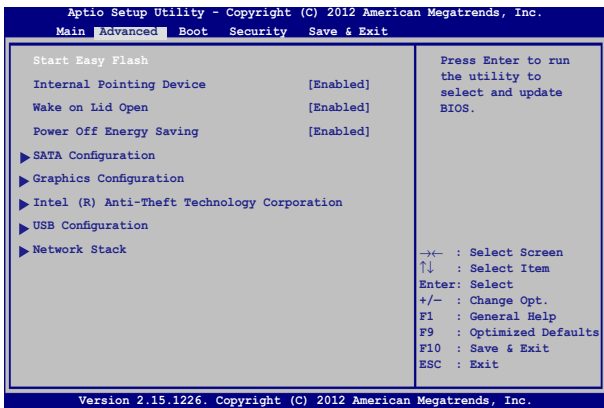 Aptio Setup Utility - Copyright (C) 2012 American Megatrends, Inc.
Main Advanced Boot Security Save & Exit
Start Easy Flash
Internal Pointing Device [Enabled]
Wake on Lid Open [Enabled]
Power Off Energy Saving [Enabled]
SATA Configuration
Graphics Configuration
Intel (R) Anti-Theft Technology Corporation
USB Configuration
Network Stack
Press Enter to run
the utility to
select and update
BIOS.
→← : Select Screen
↑↓ : Select Item
Enter: Select
+/— : Change Opt.
F1 : General Help
F9 : Optimized Defaults
F10 : Save & Exit
ESC : Exit
Version 2.15.1226. Copyright (C) 2012 American Megatrends, Inc.